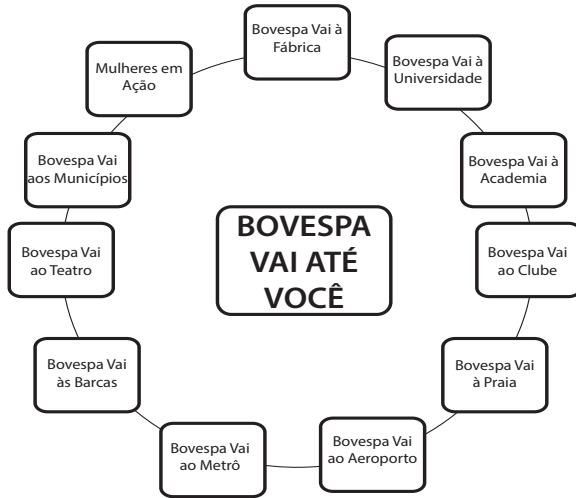 Bovespa Vai à
Fábrica
Bovespa Vai à
Universidade
Bovespa Vai à
Academia
Bovespa Vai
ao Clube
Bovespa Vai
à Praia
Bovespa Vai
ao Aeroporto
Bovespa Vai
ao Metrô
Bovespa Vai
às Barcas
Bovespa Vai
ao Teatro
Bovespa Vai
aos Municípios
Mulheres em
Ação
BOVESPA
VAI ATÉ
VOCÊ